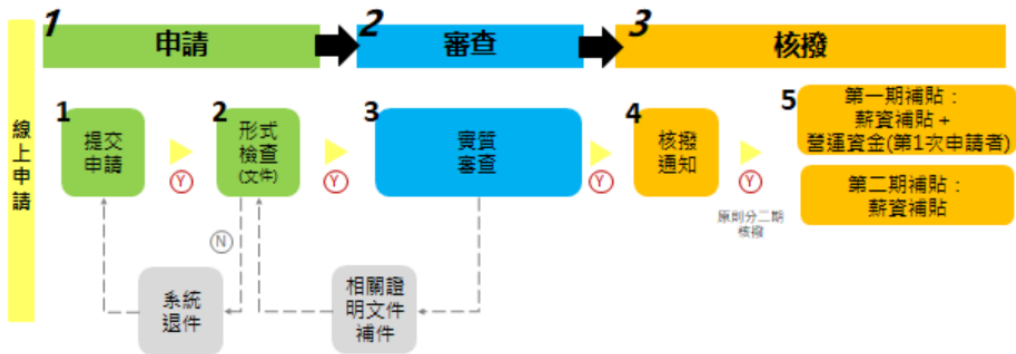 1
申請
2
審查
3
核撥
線上申請
1
提交
申請
Y
2
形式
檢查
(文件)
Y
3
實質
審查
Y
4
核撥
通知
Y
原則分二期
核撥
5
第一期補貼：
薪資補貼 +
營運資金(第1次申請者)
第二期補貼：
薪資補貼
N
系統
退件
相關證
明文件
補件